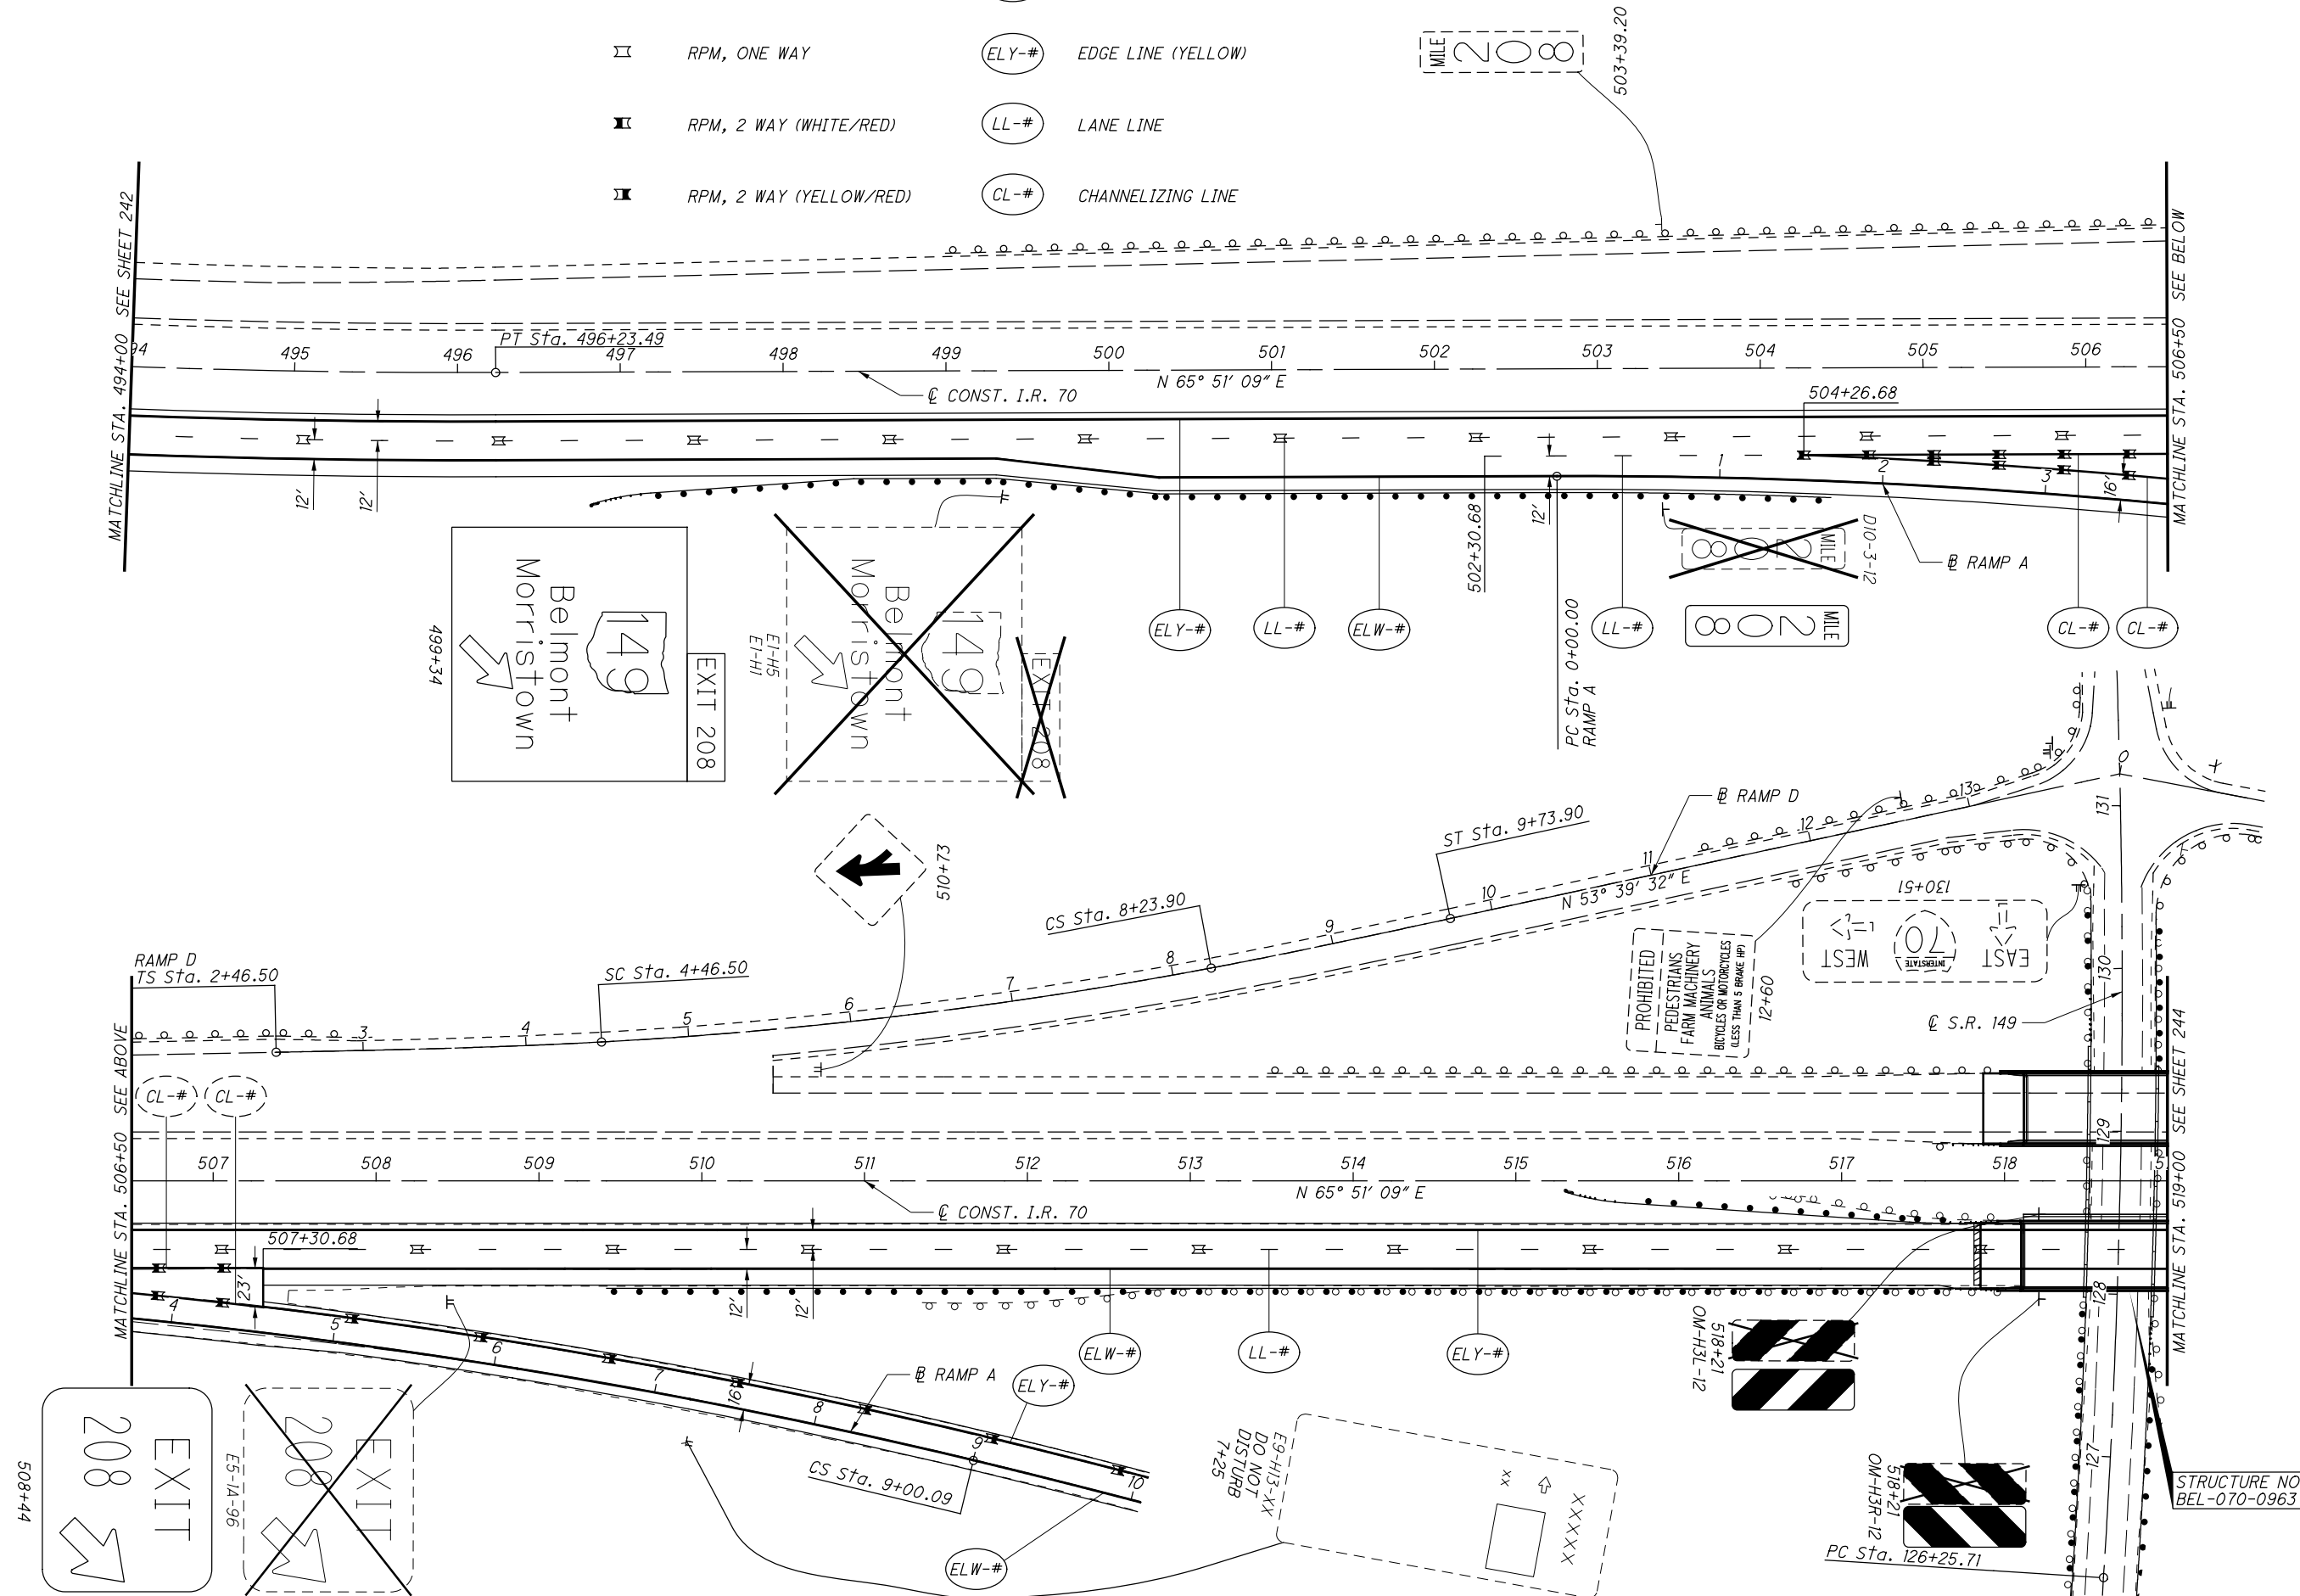 RPM, ONE WAY
ELY-#
EDGE LINE (YELLOW)
RPM, 2 WAY (WHITE/RED)
LL-#
LANE LINE
RPM, 2 WAY (YELLOW/RED)
CL-#
CHANNELIZING LINE
MILE
208
503+39.20
MATCHLINE STA. 494+00 SEE SHEET 242
MATCHLINE STA. 506+50 SEE BELOW
94
495
496
497
498
499
500
501
502
503
504
505
506
PT Sta. 496+23.49
N 65° 51' 09" E
℄ CONST. I.R. 70
504+26.68
12'
12'
12'
16'
1
2
3
502+30.68
PC Sta. 0+00.00
RAMP A
D10-3-12
MILE
208
MILE
208
RAMP A
ELY-#
LL-#
ELW-#
LL-#
CL-#
CL-#
EXIT 208
149
Belmont
Morristown
499+34
EXIT 208
149
Belmont
Morristown
E1-H5
E1-H1
510+73
RAMP D
TS Sta. 2+46.50
SC Sta. 4+46.50
CS Sta. 8+23.90
ST Sta. 9+73.90
RAMP D
N 53° 39' 32" E
3
4
5
6
7
8
9
10
11
12
13
0
131
130
129
128
127
PROHIBITED
PEDESTRIANS
FARM MACHINERY
ANIMALS
BICYCLES OR MOTORCYCLES
(LESS THAN 5 BRAKE HP)
12+60
130+51
EAST
INTERSTATE
70
WEST
℄ S.R. 149
MATCHLINE STA. 506+50 SEE ABOVE
MATCHLINE STA. 519+00 SEE SHEET 244
CL-#
CL-#
507
508
509
510
511
512
513
514
515
516
517
518
5
N 65° 51' 09" E
℄ CONST. I.R. 70
507+30.68
23'
12'
12'
16'
4
5
6
7
8
9
10
RAMP A
ELY-#
ELW-#
LL-#
ELY-#
ELW-#
CS Sta. 9+00.09
EXIT
208
508+44
EXIT
208
E5-1A-96
E9-H13-XX
DO NOT
DISTURB
7+25
XXXXX
XX
518+21
OM-H3L-12
518+21
OM-H3R-12
PC Sta. 126+25.71
STRUCTURE NO
BEL-070-0963